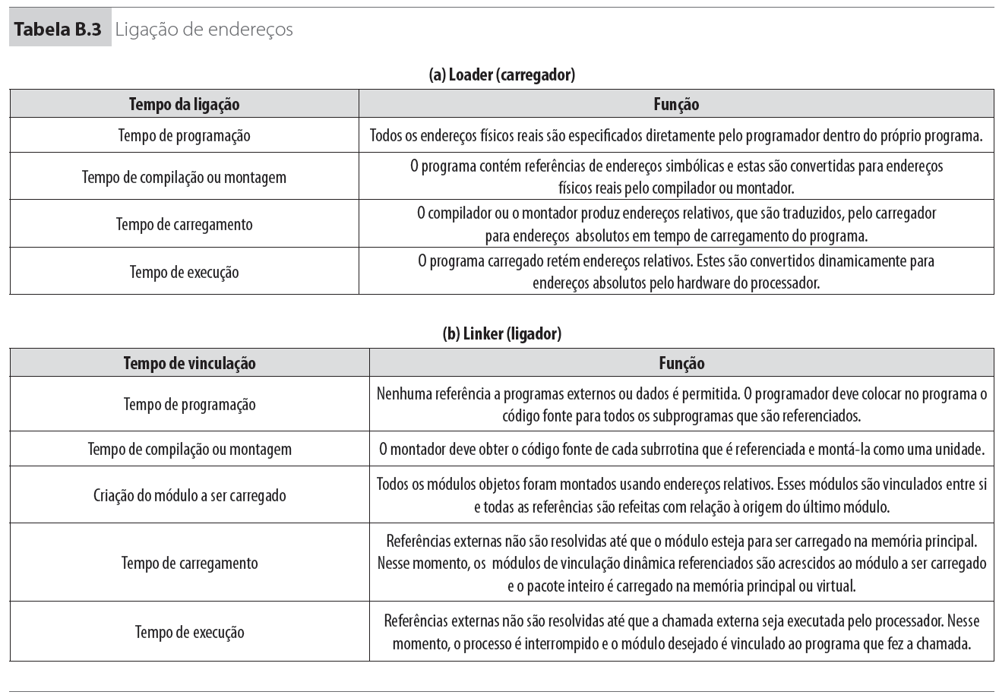 Tabela B.3 Ligação de endereços
(a) Loader (carregador)
Tempo da ligação Função
Tempo de programação Todos os endereços físicos reais são especificados diretamente pelo programador dentro do próprio programa.
Tempo de compilação ou montagem
O programa contém referências de endereços simbólicas e estas são convertidas para endereços
físicos reais pelo compilador ou montador.
Tempo de carregamento
O compilador ou o montador produz endereços relativos, que são traduzidos, pelo carregador
para endereços absolutos em tempo de carregamento do programa.
Tempo de execução
O programa carregado retém endereços relativos. Estes são convertidos dinamicamente para
endereços absolutos pelo hardware do processador.
(b) Linker (ligador)
Tempo de vinculação Função
Tempo de programação
Nenhuma referência a programas externos ou dados é permitida. O programador deve colocar no programa o
código fonte para todos os subprogramas que são referenciados.
Tempo de compilação ou montagem O montador deve obter o código fonte de cada subrrotina que é referenciada e montá-la como uma unidade.
Criação do módulo a ser carregado
Todos os módulos objetos foram montados usando endereços relativos. Esses módulos são vinculados entre si
e todas as referências são refeitas com relação à origem do último módulo.
Tempo de carregamento
Referências externas não são resolvidas até que o módulo esteja para ser carregado na memória principal.
Nesse momento, os módulos de vinculação dinâmica referenciados são acrescidos ao módulo a ser carregado
e o pacote inteiro é carregado na memória principal ou virtual.
Tempo de execução
Referências externas não são resolvidas até que a chamada externa seja executada pelo processador. Nesse
momento, o processo é interrompido e o módulo desejado é vinculado ao programa que fez a chamada.